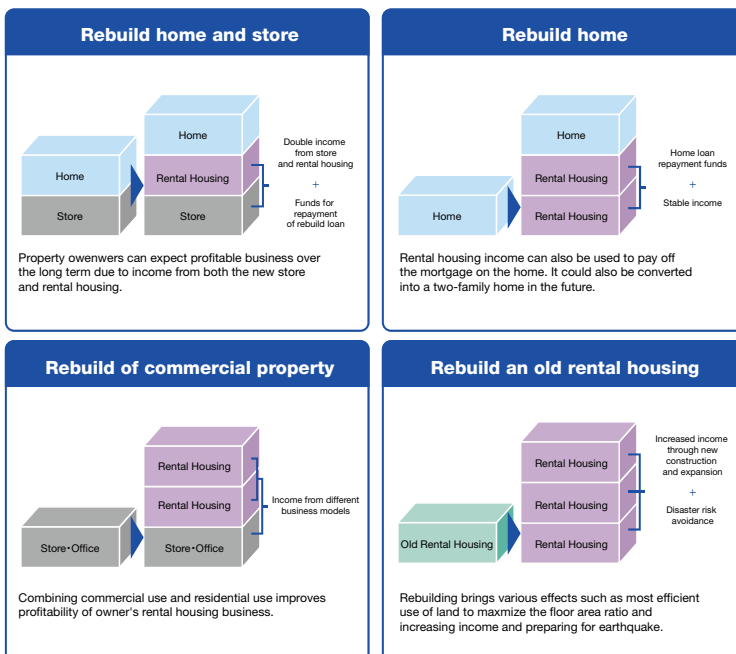 Rebuild home and store
Home
Store
Home
Rental Housing
Store
Double income
from store
and rental housing
+
Funds for
repayment
of rebuild loan
Property owenwers can expect profitable business over
the long term due to income from both the new store
and rental housing.
Rebuild home
Home
Home
Rental Housing
Rental Housing
Home loan
repayment funds
+
Stable income
Rental housing income can also be used to pay off
the mortgage on the home. It could also be converted
into a two-family home in the future.
Rebuild of commercial property
Store•Office
Rental Housing
Rental Housing
Store•Office
Income from different
business models
Combining commercial use and residential use improves
profitability of owner's rental housing business.
Rebuild an old rental housing
Old Rental Housing
Rental Housing
Rental Housing
Rental Housing
Increased income
through new
construction
and expansion
+
Disaster risk
avoidance
Rebuilding brings various effects such as most efficient
use of land to maxmize the floor area ratio and
increasing income and preparing for earthquake.